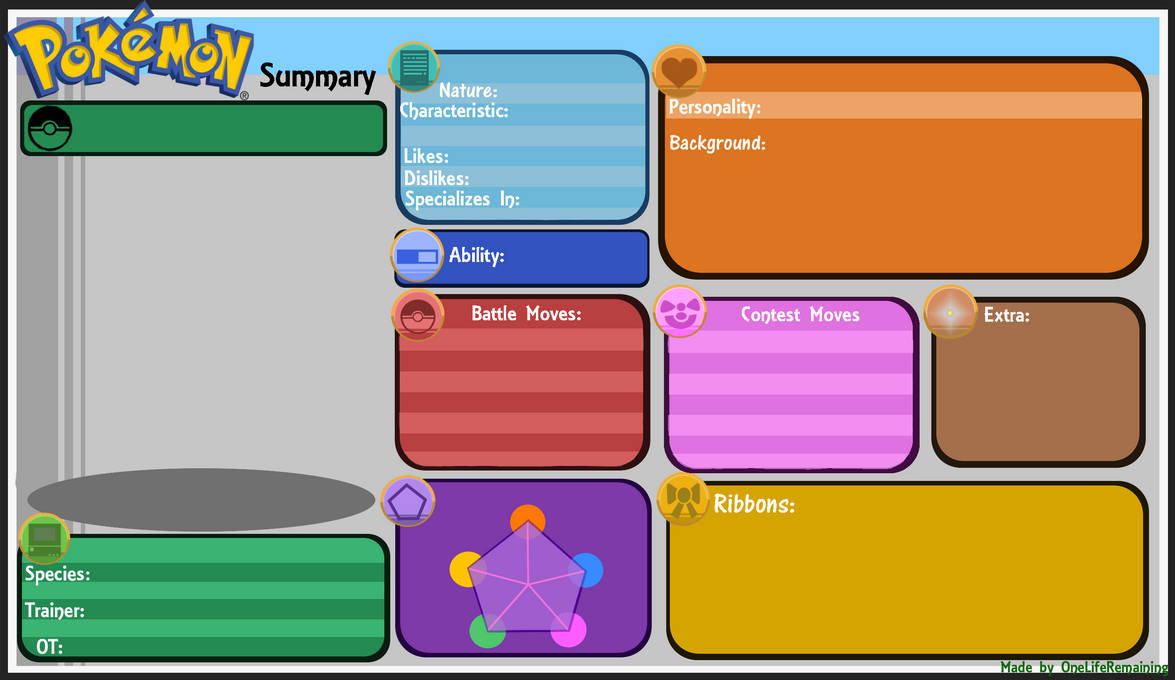 POKéMON
®
Summary
Nature:
Characteristic:
Likes:
Dislikes:
Specializes In:
Ability:
Personality:
Background:
Battle Moves:
Contest Moves
Extra:
Species:
Trainer:
OT:
Ribbons:
Made by OneLifeRemaining